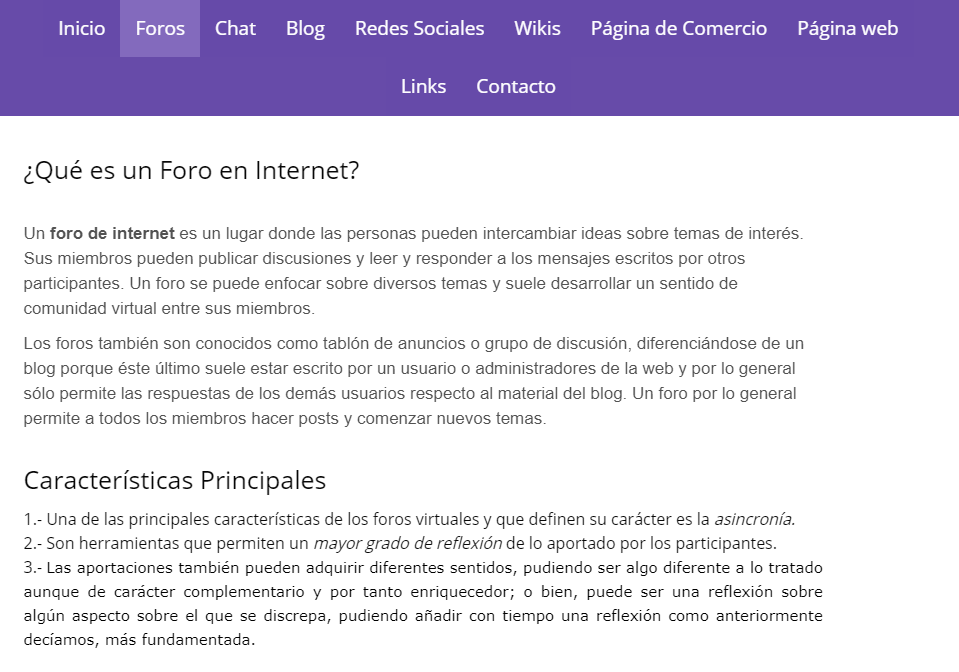 Inicio Foros Chat Blog Redes Sociales Wikis Página de Comercio Página web
Links Contacto
¿Qué es un Foro en Internet?
Un foro de internet es un lugar donde las personas pueden intercambiar ideas sobre temas de interés.
Sus miembros pueden publicar discusiones y leer y responder a los mensajes escritos por otros
participantes. Un foro se puede enfocar sobre diversos temas y suele desarrollar un sentido de
comunidad virtual entre sus miembros.
Los foros también son conocidos como tablón de anuncios o grupo de discusión, diferenciándose de un
blog porque éste último suele estar escrito por un usuario o administradores de la web y por lo general
sólo permite las respuestas de los demás usuarios respecto al material del blog. Un foro por lo general
permite a todos los miembros hacer posts y comenzar nuevos temas.
Características Principales
1.- Una de las principales características de los foros virtuales y que definen su carácter es la asincronía.
2.- Son herramientas que permiten un mayor grado de reflexión de lo aportado por los participantes.
3.- Las aportaciones también pueden adquirir diferentes sentidos, pudiendo ser algo diferente a lo tratado
aunque de carácter complementario y por tanto enriquecedor; o bien, puede ser una reflexión sobre
algún aspecto sobre el que se discrepa, pudiendo añadir con tiempo una reflexión como anteriormente
decíamos, más fundamentada.